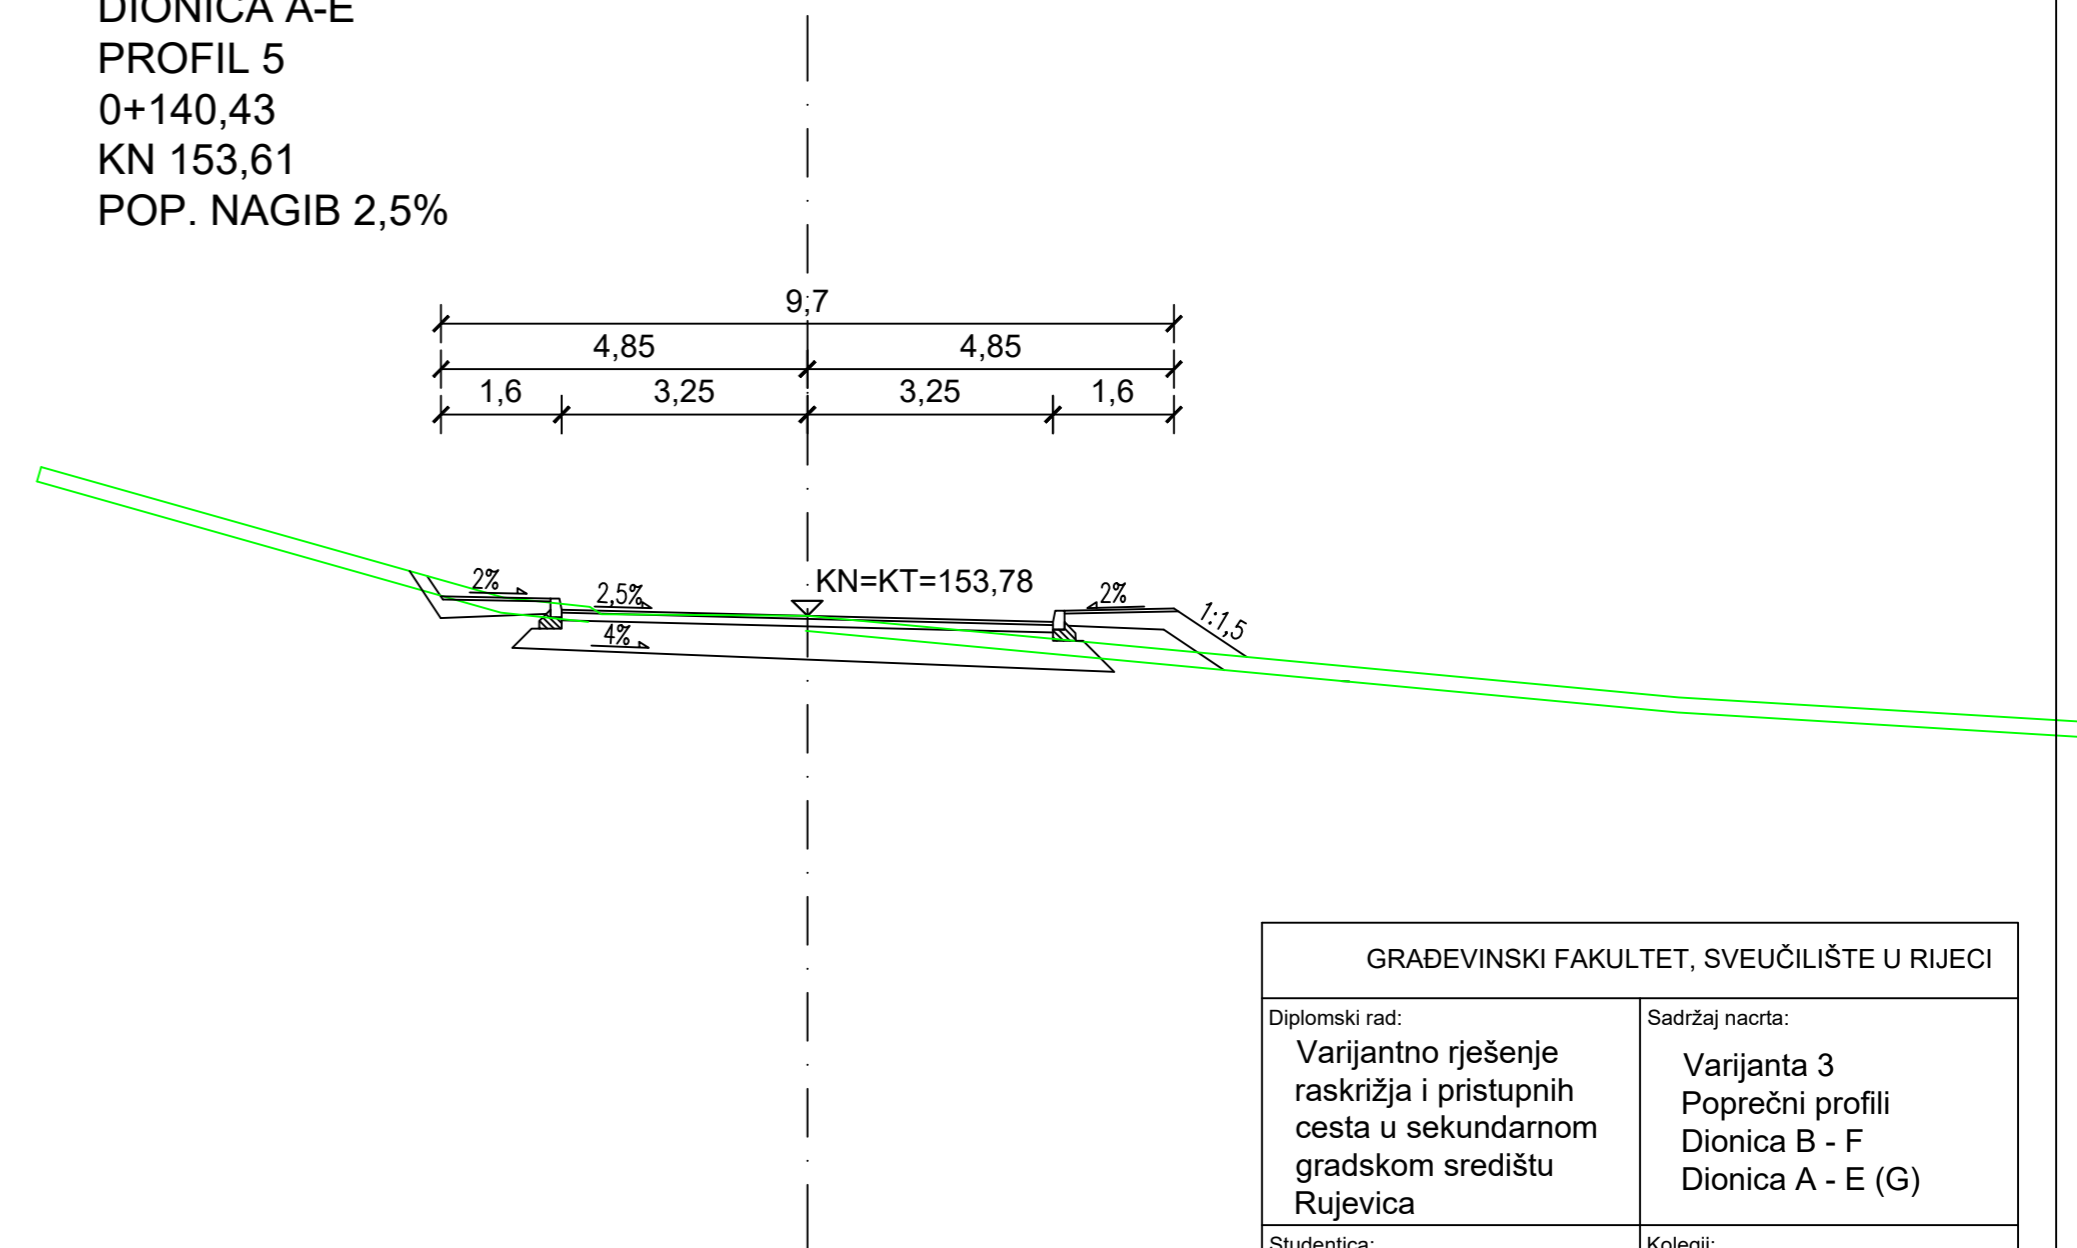 DIONICA A-E
PROFIL 5
0+140,43
KN 153,61
POP. NAGIB 2,5%
9,7
4,85 4,85
1,6 3,25 3,25 1,6
2% 2,5% KN=KT=153,78 2% 1:1,5
4%
GRAĐEVINSKI FAKULTET, SVEUČILIŠTE U RIJECI
Diplomski rad:
Varijantno rješenje
raskrižja i pristupnih
cesta u sekundarnom
gradskom središtu
Rujevica
Sadržaj nacrta:
Varijanta 3
Poprečni profili
Dionica B - F
Dionica A - E (G)
Studentica:
Kolegij: